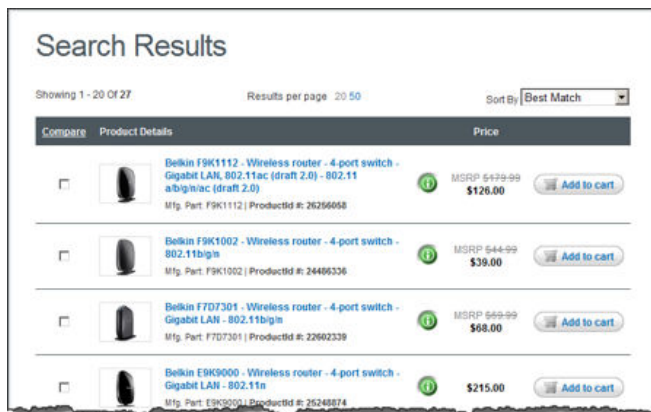 Search Results
Showing 1 - 20 Of 27 Results per page 20 50 Sort By Best Match
Compare Product Details Price
Belkin F9K1112 - Wireless router - 4-port switch -
Gigabit LAN, 802.11ac (draft 2.0) - 802.11
a/b/g/n/ac (draft 2.0)
Mfg. Part: F9K1112 | ProductId #: 26256058
MSRP $179.99
$126.00
Add to cart
Belkin F9K1002 - Wireless router - 4-port switch -
802.11b/g/n
Mfg. Part: F9K1002 | ProductId #: 24486336
MSRP $44.99
$39.00
Add to cart
Belkin F7D7301 - Wireless router - 4-port switch -
Gigabit LAN - 802.11b/g/n
Mfg. Part: F7D7301 | ProductId #: 22602339
MSRP $69.99
$68.00
Add to cart
Belkin E9K9000 - Wireless router - 4-port switch -
Gigabit LAN - 802.11n
Mfg. Part: E9K9000 | ProductId #: 25248874
$215.00
Add to cart